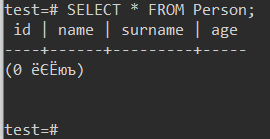 test=# SELECT * FROM Person;
 id | name | surname | age
----+------+---------+-----
(0 ёЄЁюъ)
test=#